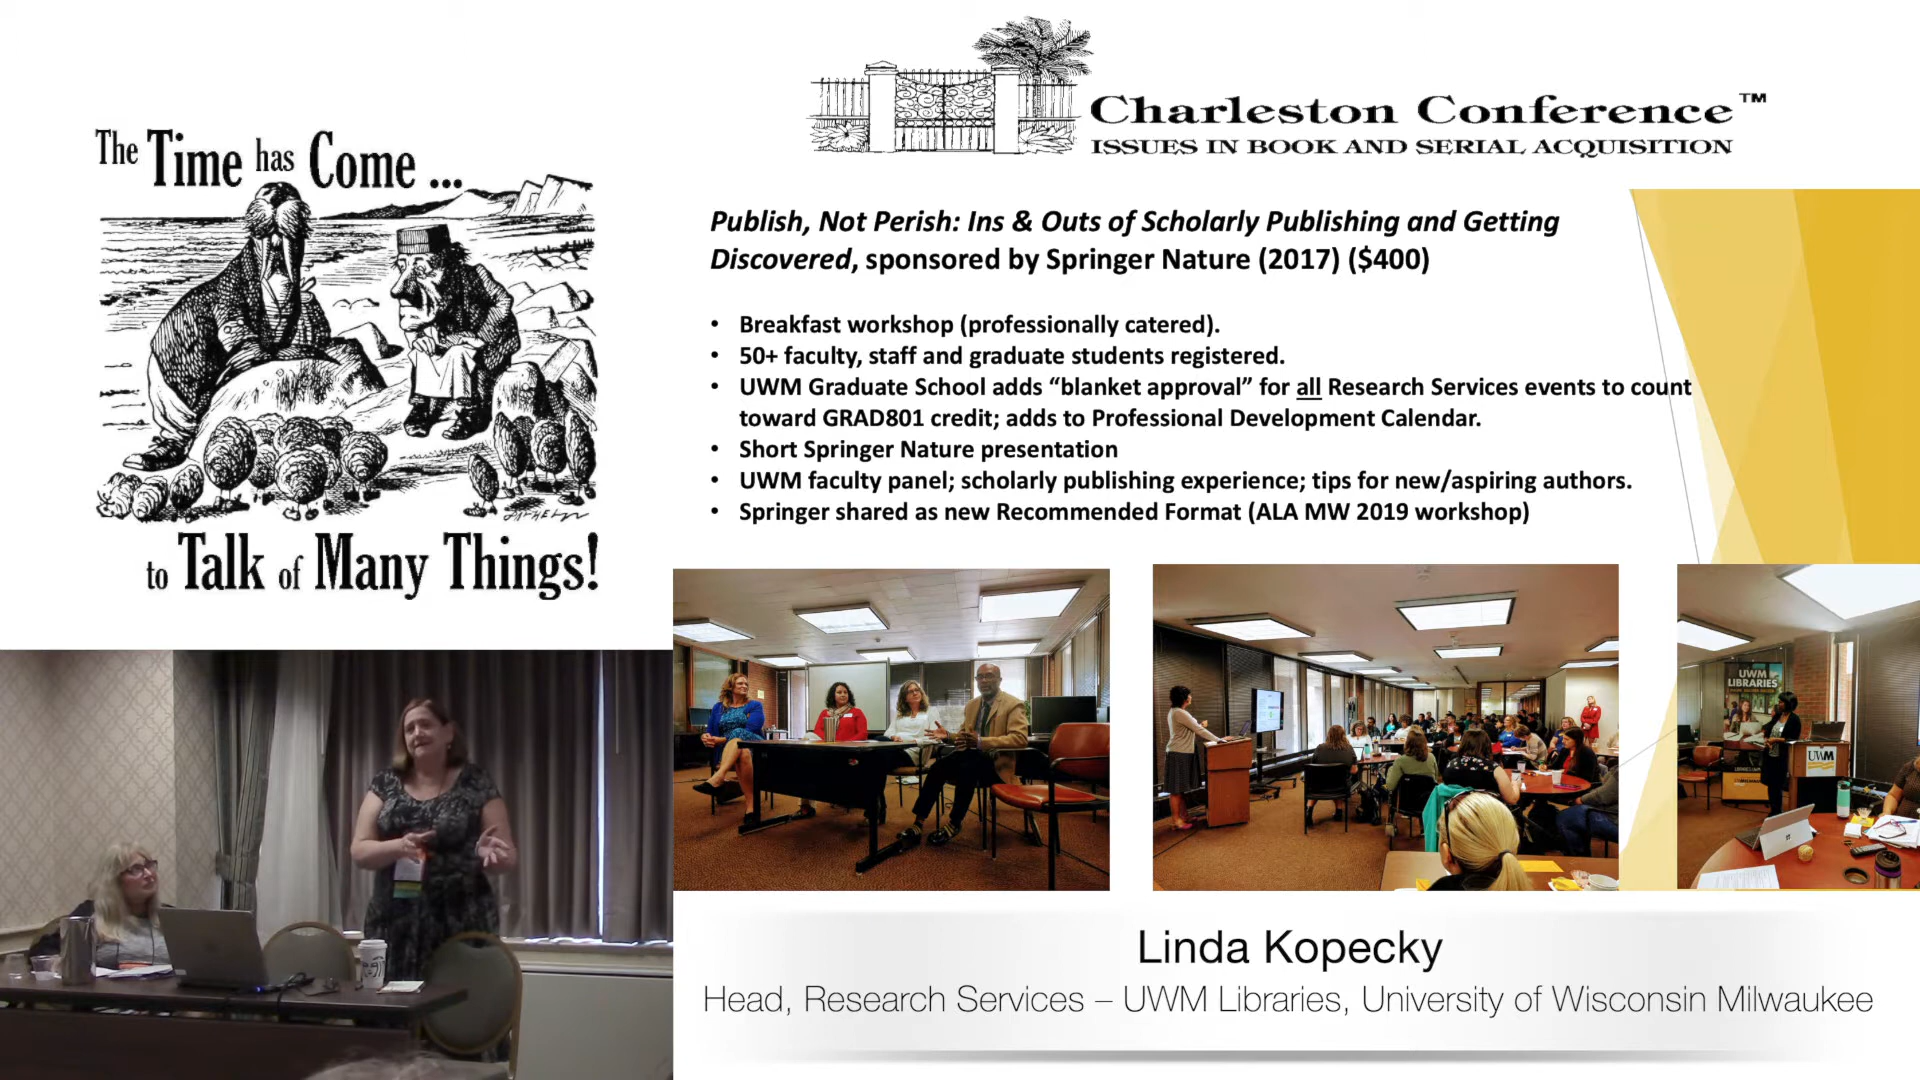 The Time has Come ...
to Talk of Many Things!
Charleston Conference™
ISSUES IN BOOK AND SERIAL ACQUISITION
Publish, Not Perish: Ins & Outs of Scholarly Publishing and Getting
Discovered, sponsored by Springer Nature (2017) ($400)
• Breakfast workshop (professionally catered).
• 50+ faculty, staff and graduate students registered.
• UWM Graduate School adds “blanket approval” for all Research Services events to count
toward GRAD801 credit; adds to Professional Development Calendar.
• Short Springer Nature presentation
• UWM faculty panel; scholarly publishing experience; tips for new/aspiring authors.
• Springer shared as new Recommended Format (ALA MW 2019 workshop)
UWM
LIBRARIES
UWM
Linda Kopecky
Head, Research Services – UWM Libraries, University of Wisconsin Milwaukee